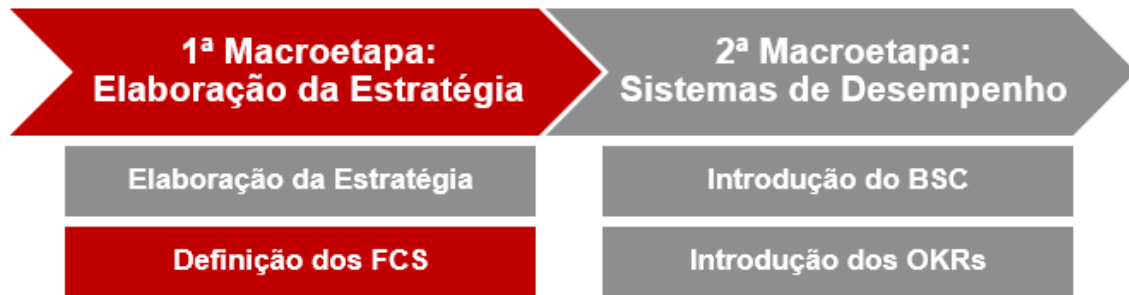 1ª Macroetapa:
Elaboração da Estratégia
2ª Macroetapa:
Sistemas de Desempenho
Elaboração da Estratégia
Introdução do BSC
Definição dos FCS
Introdução dos OKRs